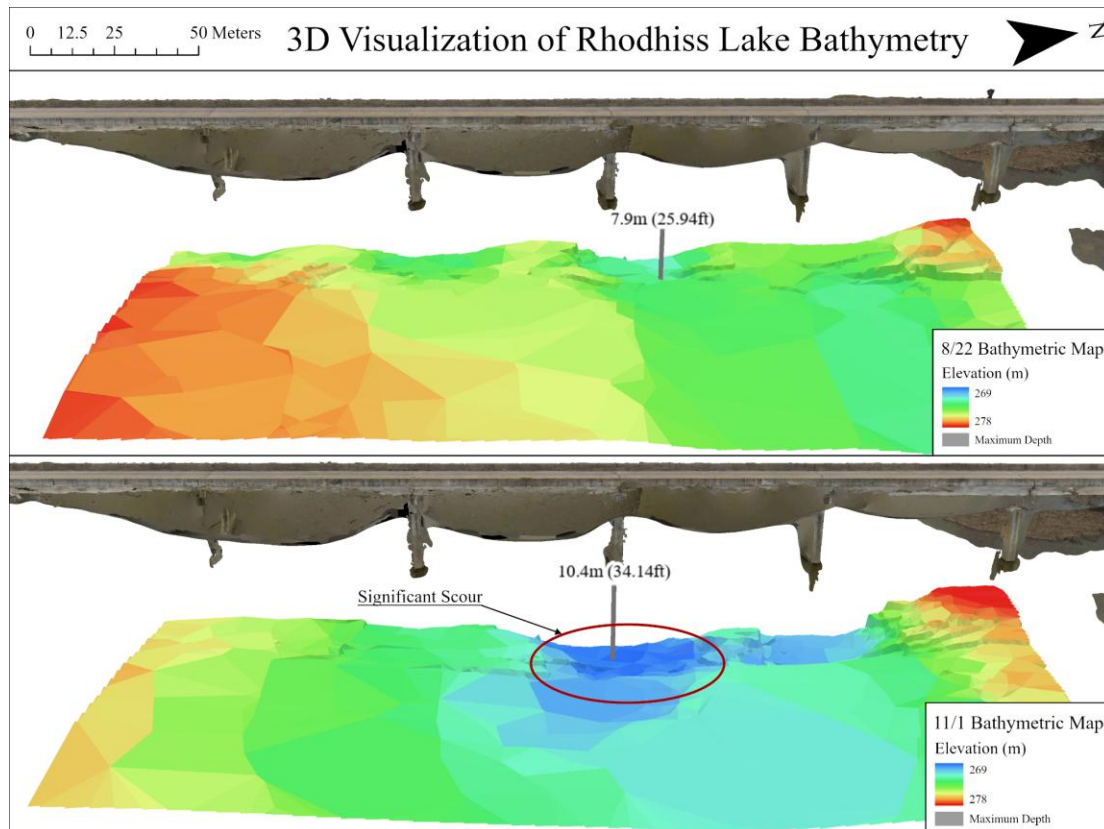 0 12.5 25 50 Meters
3D Visualization of Rhodhiss Lake Bathymetry
N
7.9m (25.94ft)
8/22 Bathymetric Map
Elevation (m)
269
278
Maximum Depth
10.4m (34.14ft)
Significant Scour
11/1 Bathymetric Map
Elevation (m)
269
278
Maximum Depth